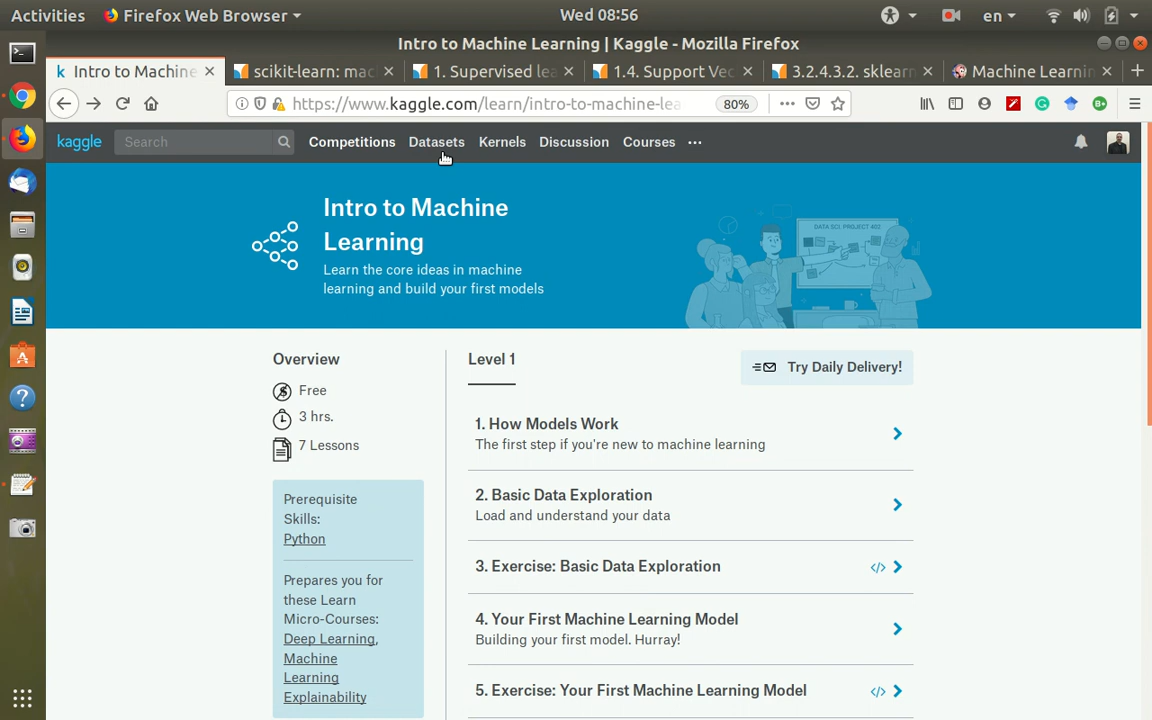 Activities
Firefox Web Browser
Wed 08:56
en
Intro to Machine Learning | Kaggle - Mozilla Firefox
k Intro to Machine
scikit-learn: mac
1. Supervised lea
1.4. Support Vec
3.2.4.3.2. sklearn
Machine Learnin
https://www.kaggle.com/learn/intro-to-machine-lea
80%
kaggle
Search
Competitions
Datasets
Kernels
Discussion
Courses
Intro to Machine
Learning
Learn the core ideas in machine
learning and build your first models
DATA SCI. PROJECT 403
Overview
Free
3 hrs.
7 Lessons
Prerequisite
Skills:
Python
Prepares you for
these Learn
Micro-Courses:
Deep Learning,
Machine
Learning
Explainability
Level 1
Try Daily Delivery!
1. How Models Work
The first step if you're new to machine learning
2. Basic Data Exploration
Load and understand your data
3. Exercise: Basic Data Exploration
4. Your First Machine Learning Model
Building your first model. Hurray!
5. Exercise: Your First Machine Learning Model